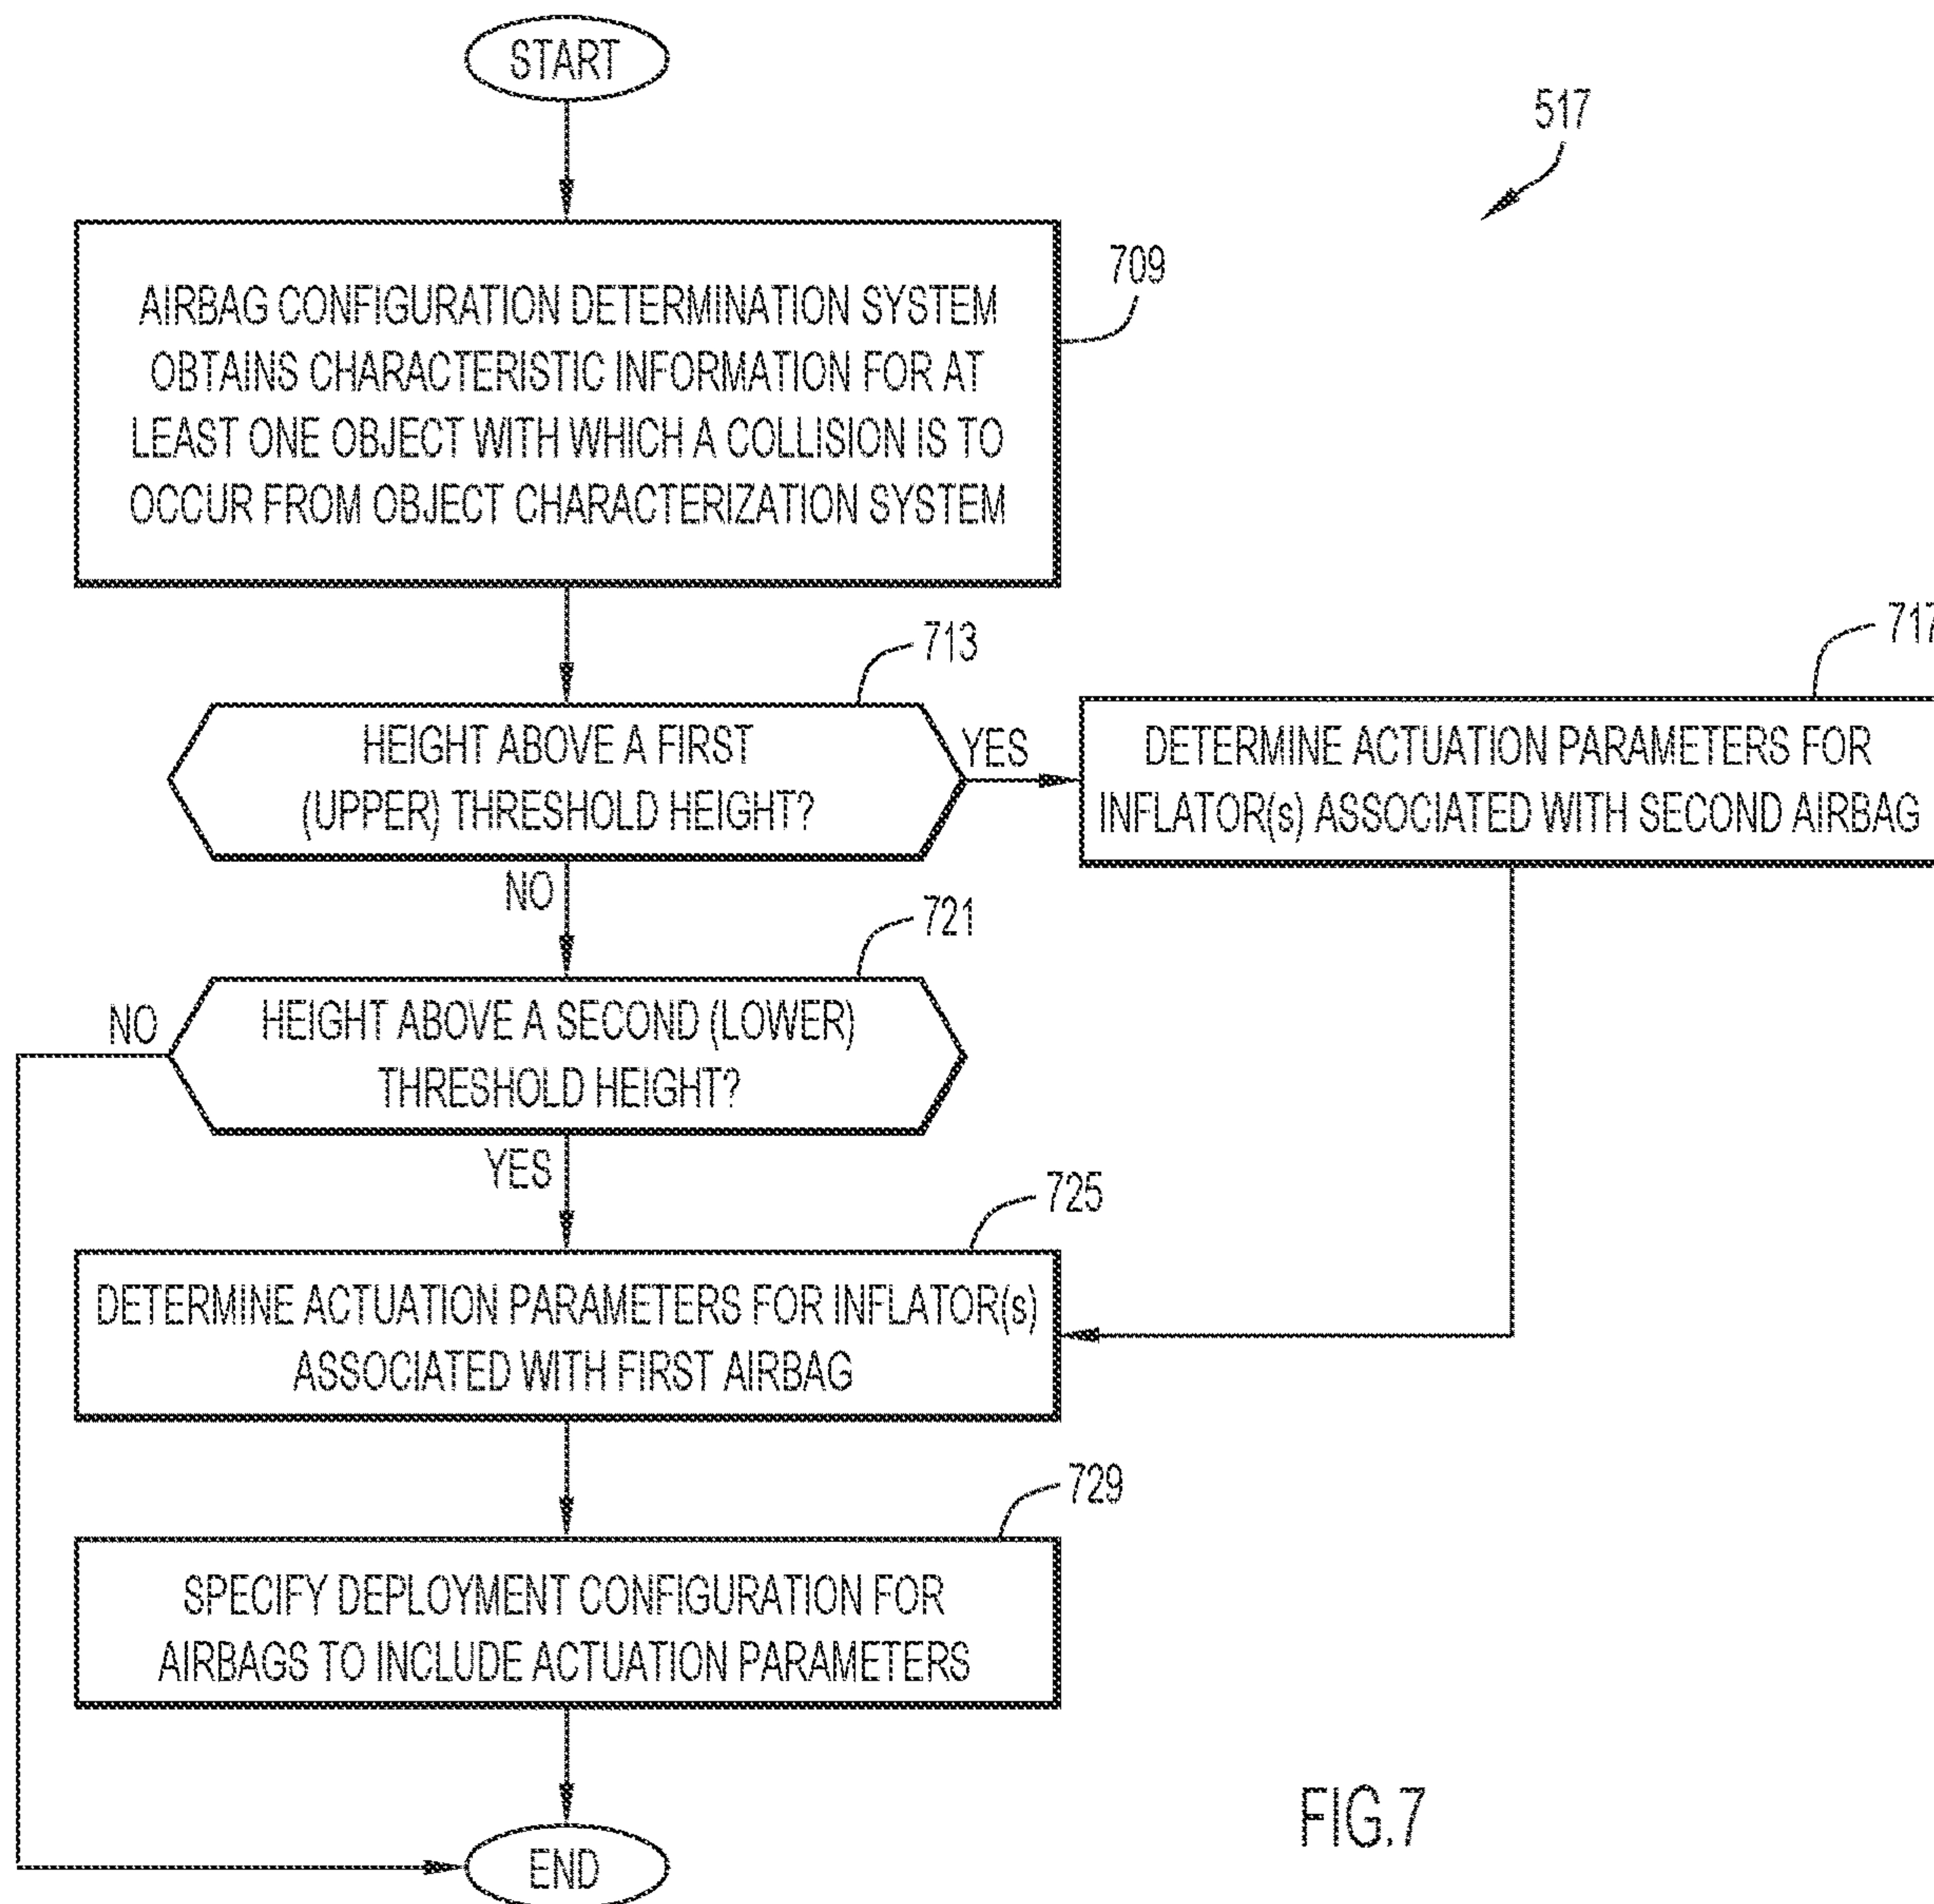 START
517
709
AIRBAG CONFIGURATION DETERMINATION SYSTEM
OBTAINS CHARACTERISTIC INFORMATION FOR AT
LEAST ONE OBJECT WITH WHICH A COLLISION IS TO
OCCUR FROM OBJECT CHARACTERIZATION SYSTEM
713
HEIGHT ABOVE A FIRST
(UPPER) THRESHOLD HEIGHT?
YES
717
DETERMINE ACTUATION PARAMETERS FOR
INFLATOR(s) ASSOCIATED WITH SECOND AIRBAG
NO
721
HEIGHT ABOVE A SECOND (LOWER)
THRESHOLD HEIGHT?
NO
YES
725
DETERMINE ACTUATION PARAMETERS FOR INFLATOR(s)
ASSOCIATED WITH FIRST AIRBAG
729
SPECIFY DEPLOYMENT CONFIGURATION FOR
AIRBAGS TO INCLUDE ACTUATION PARAMETERS
END
FIG.7